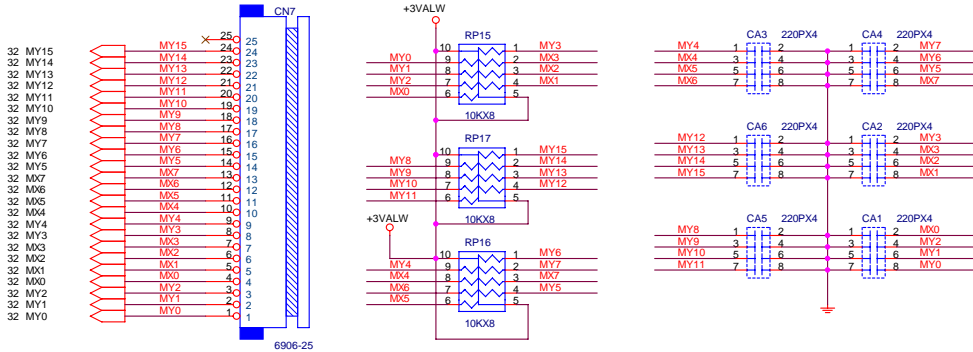 CN7
25 25
32 MY15 MY15 24 24
32 MY14 MY14 23 23
32 MY13 MY13 22 22
32 MY12 MY12 21 21
32 MY11 MY11 20 20
32 MY10 MY10 19 19
32 MY9 MY9 18 18
32 MY8 MY8 17 17
32 MY7 MY7 16 16
32 MY6 MY6 15 15
32 MY5 MY5 14 14
32 MX7 MX7 13 13
32 MX6 MX6 12 12
32 MX5 MX5 11 11
32 MX4 MX4 10 10
32 MY4 MY4 9 9
32 MY3 MY3 8 8
32 MX3 MX3 7 7
32 MX2 MX2 6 6
32 MX1 MX1 5 5
32 MX0 MX0 4 4
32 MY2 MY2 3 3
32 MY1 MY1 2 2
32 MY0 MY0 1 1
6906-25
+3VALW
RP15
10 1 MY3
MY0 9 2 MX3
MY1 8 3 MX2
MY2 7 4 MX1
MX0 6 5
10KX8
RP17
10 1 MY15
MY8 9 2 MY14
MY9 8 3 MY13
MY10 7 4 MY12
MY11 6 5
10KX8
+3VALW
RP16
10 1 MY6
MY4 9 2 MY7
MX4 8 3 MX7
MX6 7 4 MY5
MX5 6 5
10KX8
CA3 220PX4 CA4 220PX4
MY4 1 2 1 2 MY7
MX4 3 4 3 4 MY6
MX5 5 6 5 6 MY5
MX6 7 8 7 8 MX7
CA6 220PX4 CA2 220PX4
MY12 1 2 1 2 MY3
MY13 3 4 3 4 MX3
MY14 5 6 5 6 MX2
MY15 7 8 7 8 MX1
CA5 220PX4 CA1 220PX4
MY8 1 2 1 2 MX0
MY9 3 4 3 4 MY2
MY10 5 6 5 6 MY1
MY11 7 8 7 8 MY0